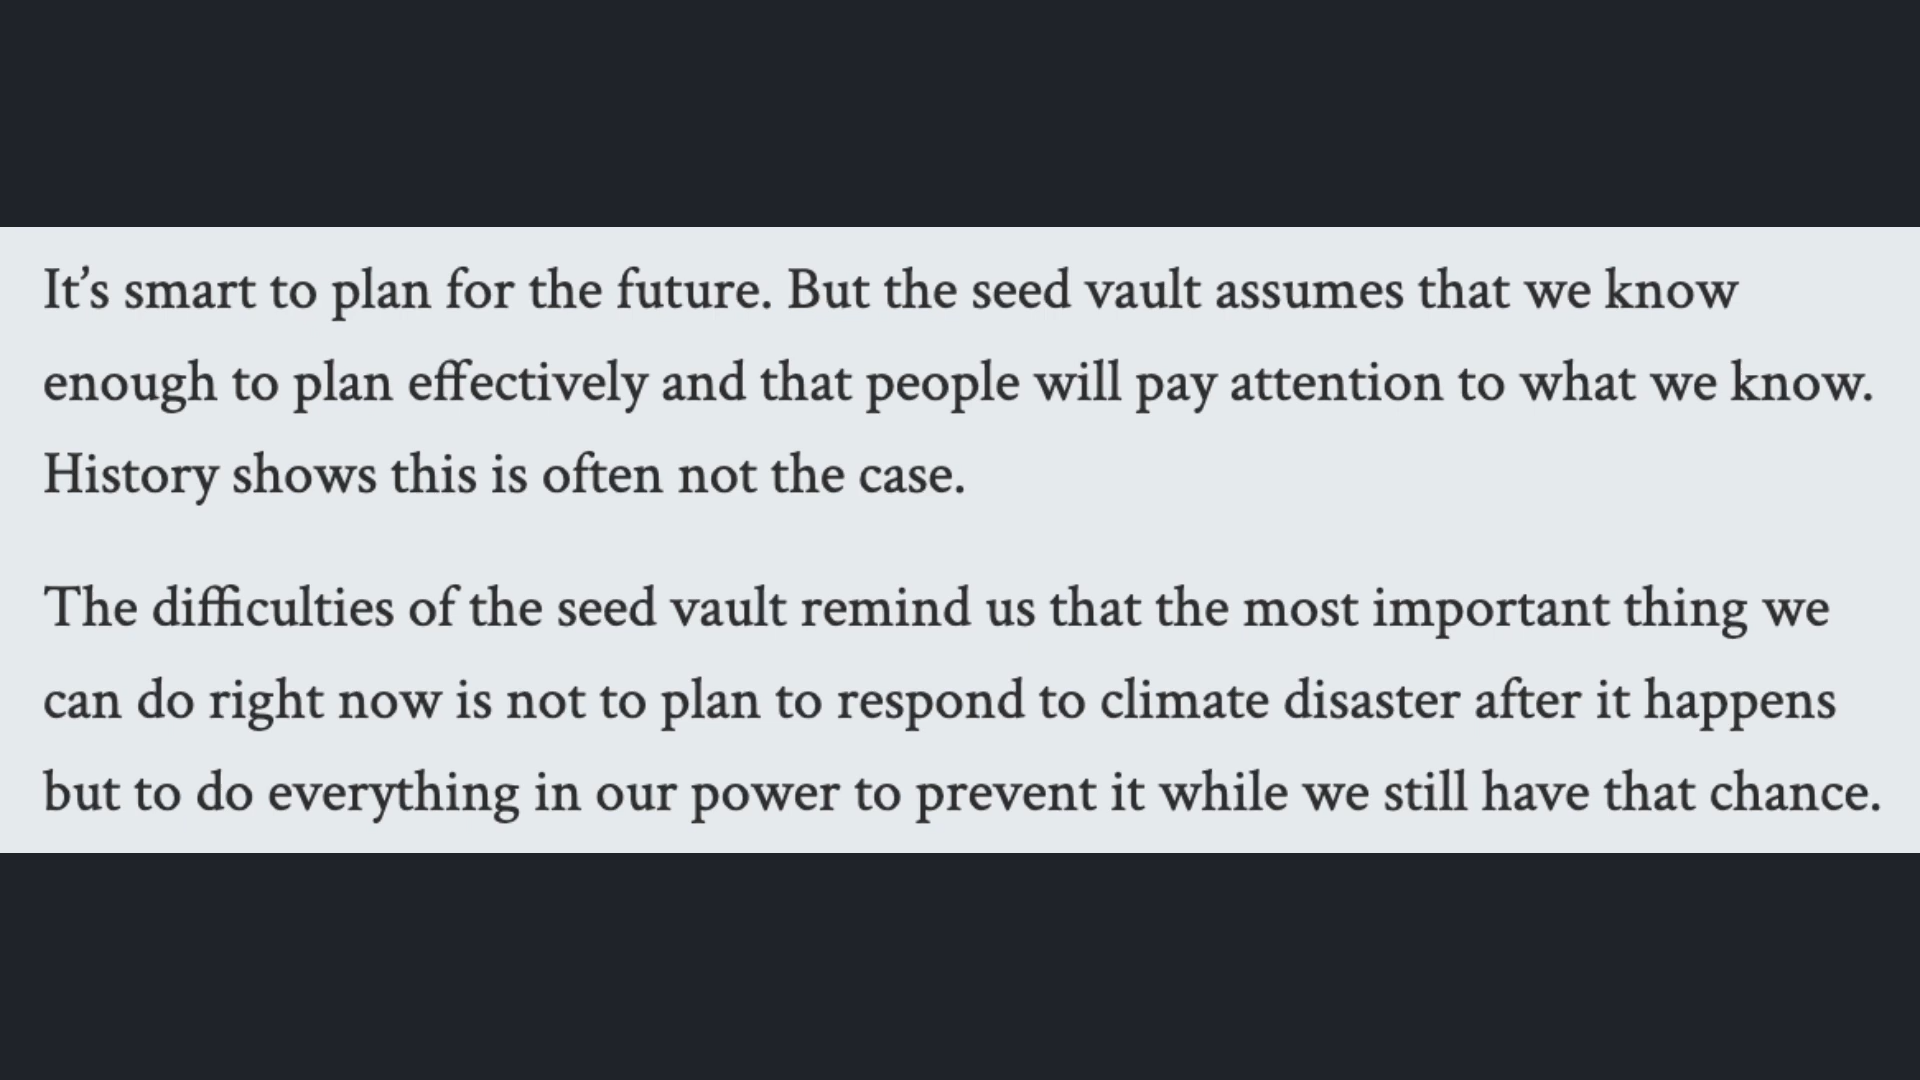 It’s smart to plan for the future. But the seed vault assumes that we know
enough to plan effectively and that people will pay attention to what we know.
History shows this is often not the case.
The difficulties of the seed vault remind us that the most important thing we
can do right now is not to plan to respond to climate disaster after it happens
but to do everything in our power to prevent it while we still have that chance.